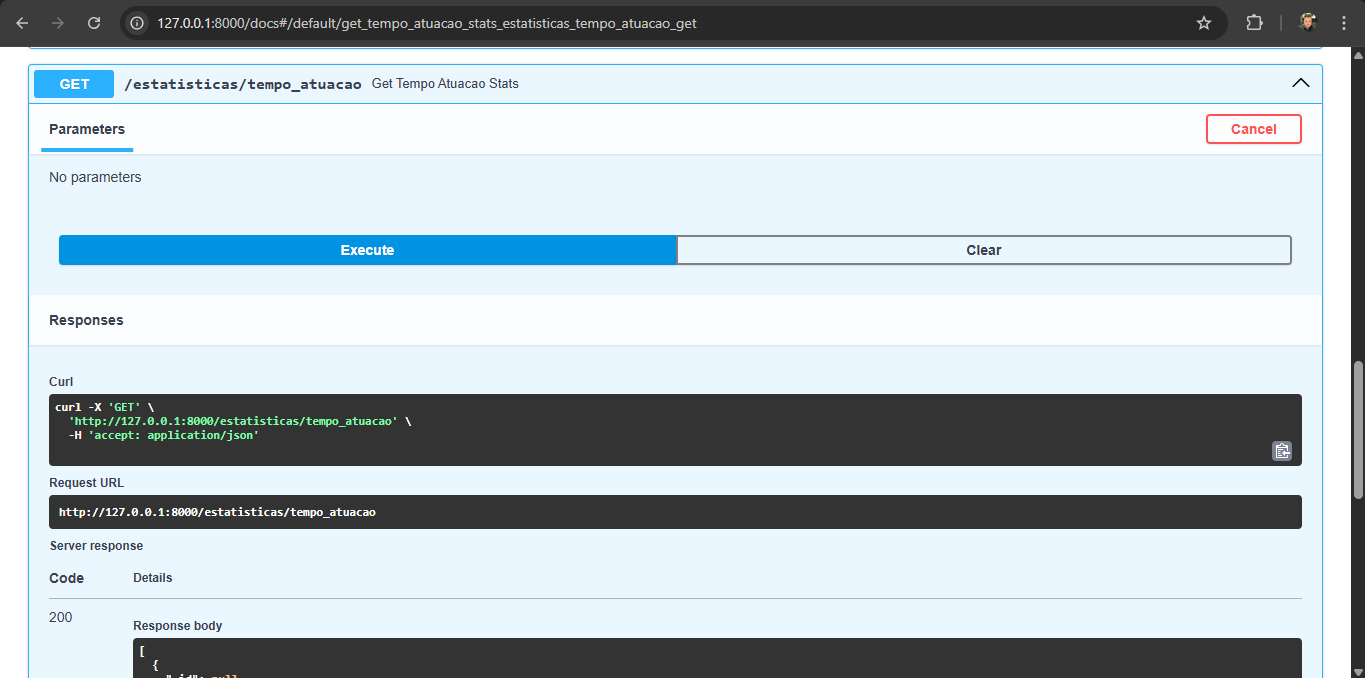 127.0.0.1:8000/docs#/default/get_tempo_atuacao_stats_estatisticas_tempo_atuacao_get
GET /estatisticas/tempo_atuacao Get Tempo Atuacao Stats
Parameters
Cancel
No parameters
Execute
Clear
Responses
Curl
curl -X 'GET' \
'http://127.0.0.1:8000/estatisticas/tempo_atuacao' \
-H 'accept: application/json'
Request URL
http://127.0.0.1:8000/estatisticas/tempo_atuacao
Server response
Code Details
200
Response body
[
{